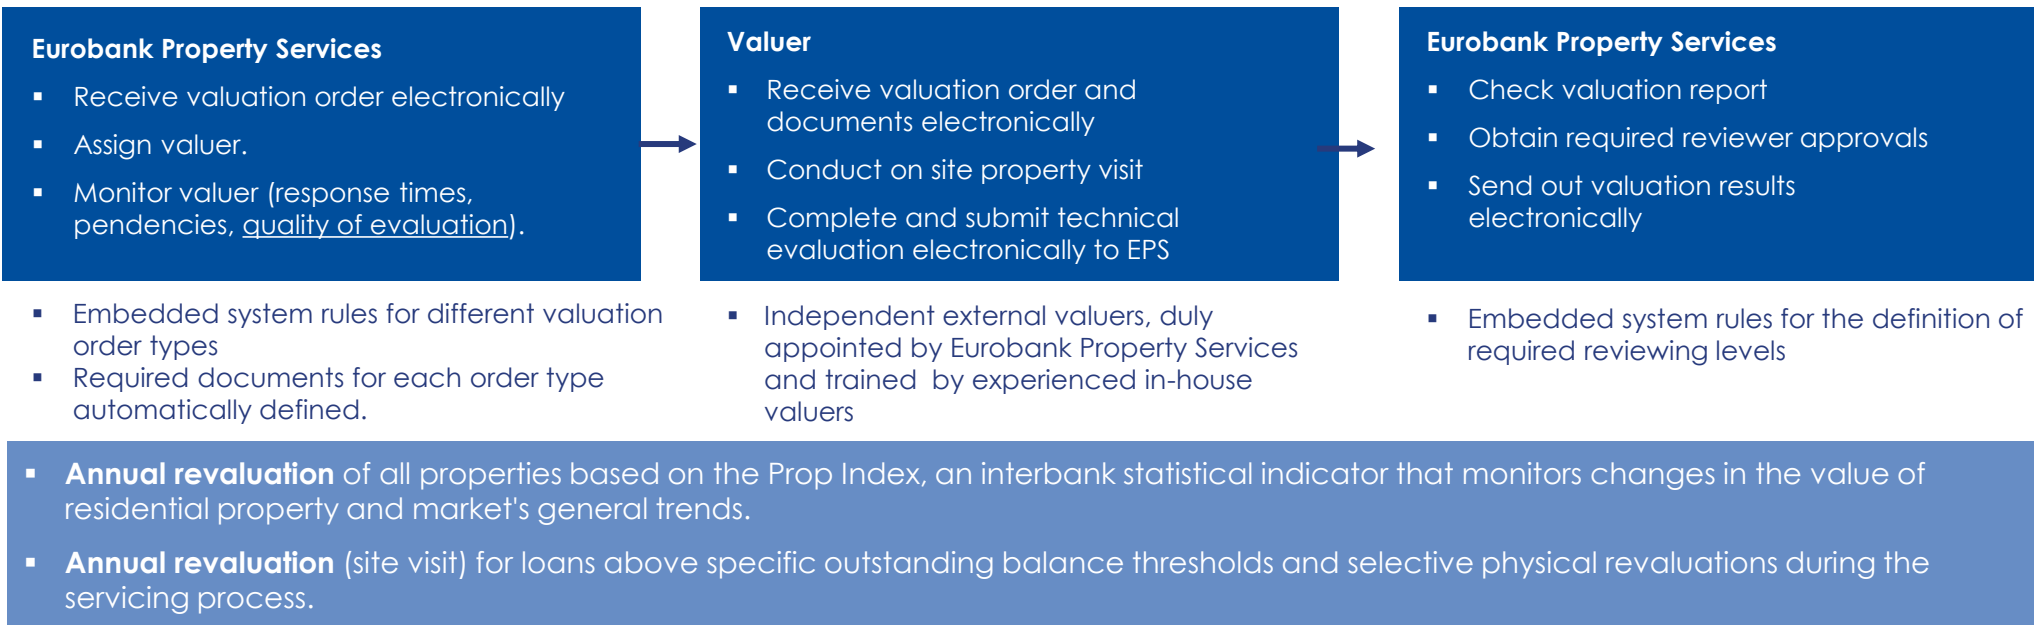 Eurobank Property Services
▪ Receive valuation order electronically
▪ Assign valuer.
▪ Monitor valuer (response times,
pendencies, quality of evaluation).
▪ Embedded system rules for different valuation
order types
▪ Required documents for each order type
automatically defined.
Valuer
▪ Receive valuation order and
documents electronically
▪ Conduct on site property visit
▪ Complete and submit technical
evaluation electronically to EPS
▪ Independent external valuers, duly
appointed by Eurobank Property Services
and trained by experienced in-house
valuers
Eurobank Property Services
▪ Check valuation report
▪ Obtain required reviewer approvals
▪ Send out valuation results
electronically
▪ Embedded system rules for the definition of
required reviewing levels
▪ Annual revaluation of all properties based on the Prop Index, an interbank statistical indicator that monitors changes in the value of
residential property and market's general trends.
▪ Annual revaluation (site visit) for loans above specific outstanding balance thresholds and selective physical revaluations during the
servicing process.